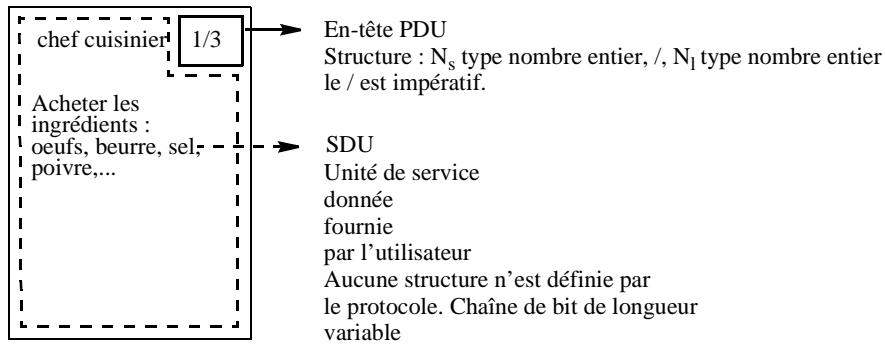 chef cuisinier
1/3
Acheter les
ingrédients :
oeufs, beurre, sel,
poivre,...
En-tête PDU
Structure : Ns type nombre entier, /, Nl type nombre entier
le / est impératif.
SDU
Unité de service
donnée
fournie
par l’utilisateur
Aucune structure n’est définie par
le protocole. Chaîne de bit de longueur
variable